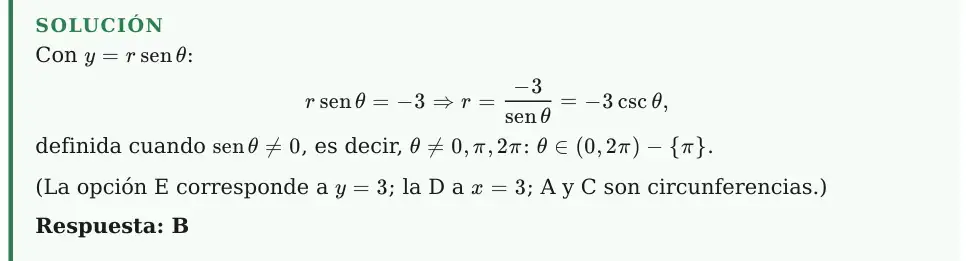 SOLUCIÓN
Con y = r sen θ:
r sen θ = −3 ⇒ r = −3 / sen θ = −3 csc θ,
definida cuando sen θ ≠ 0, es decir, θ ≠ 0, π, 2π: θ ∈ (0, 2π) − {π}.
(La opción E corresponde a y = 3; la D a x = 3; A y C son circunferencias.)
Respuesta: B